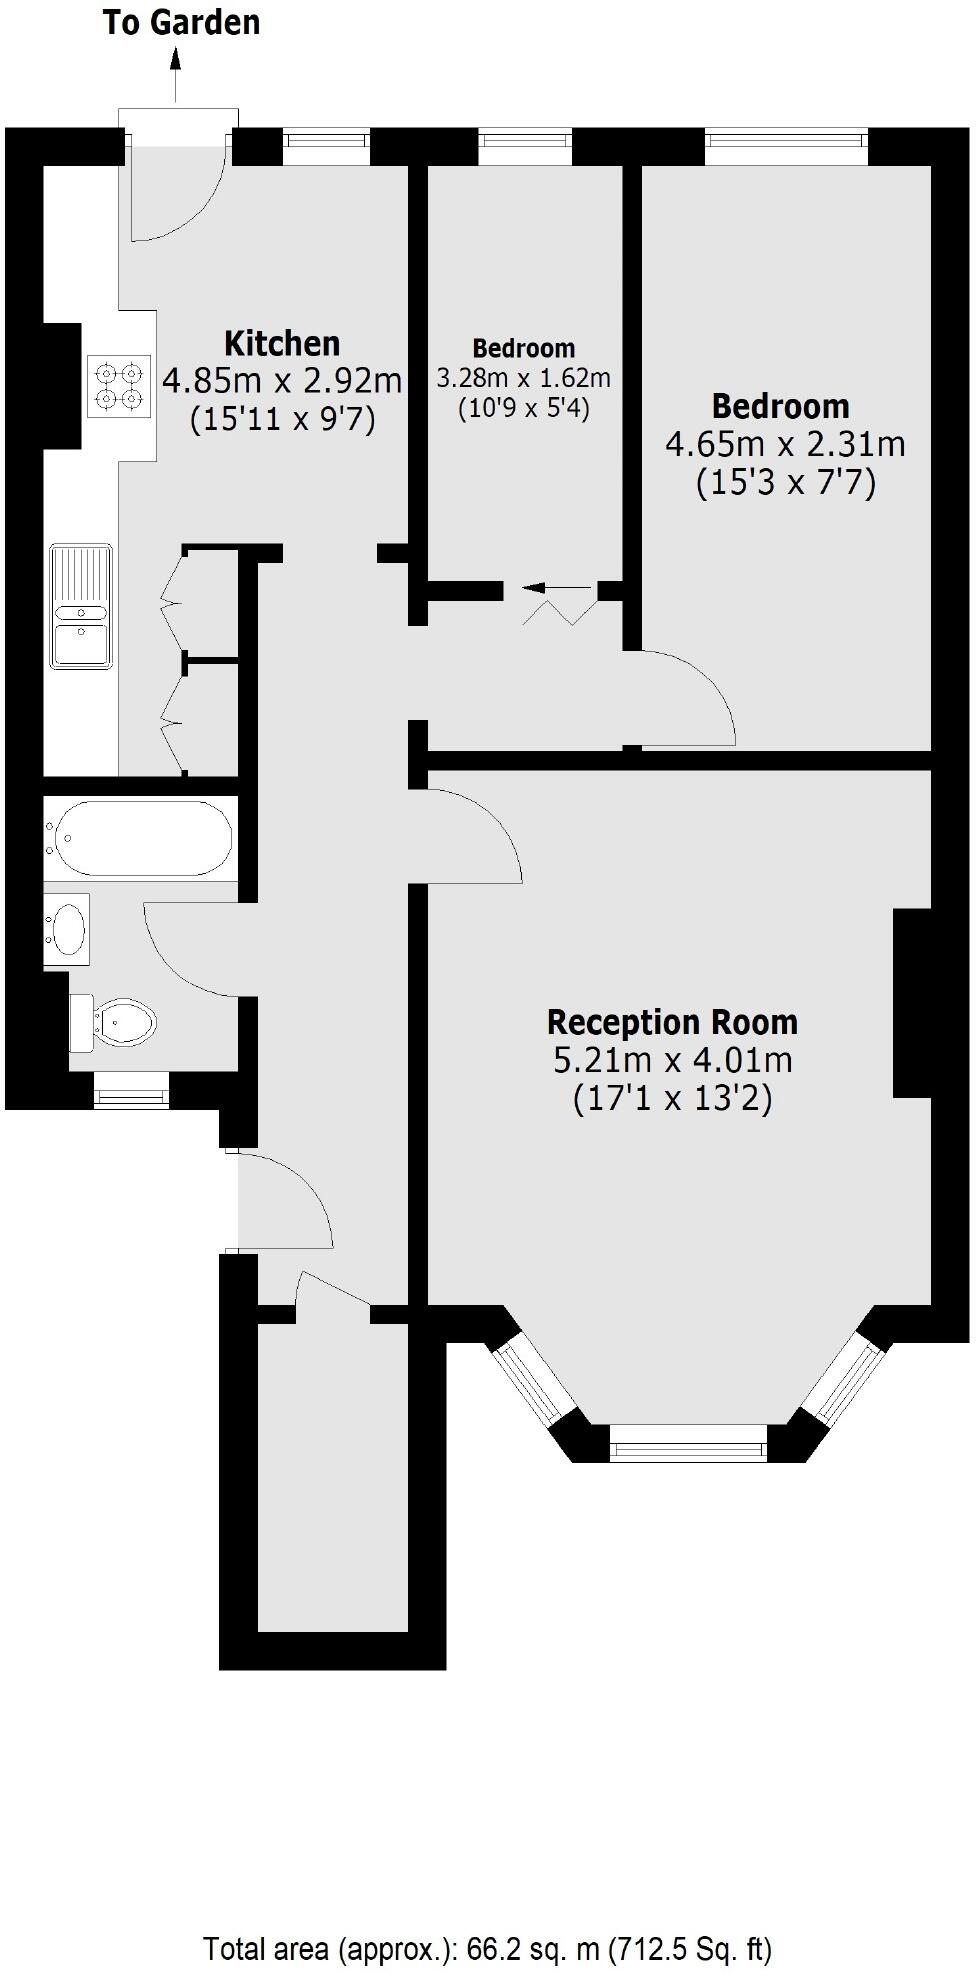 To Garden
Kitchen
4.85m x 2.92m
(15'11 x 9'7)
Bedroom
3.28m x 1.62m
(10'9 x 5'4)
Bedroom
4.65m x 2.31m
(15'3 x 7'7)
Reception Room
5.21m x 4.01m
(17'1 x 13'2)
Total area (approx.): 66.2 sq. m (712.5 Sq. ft)